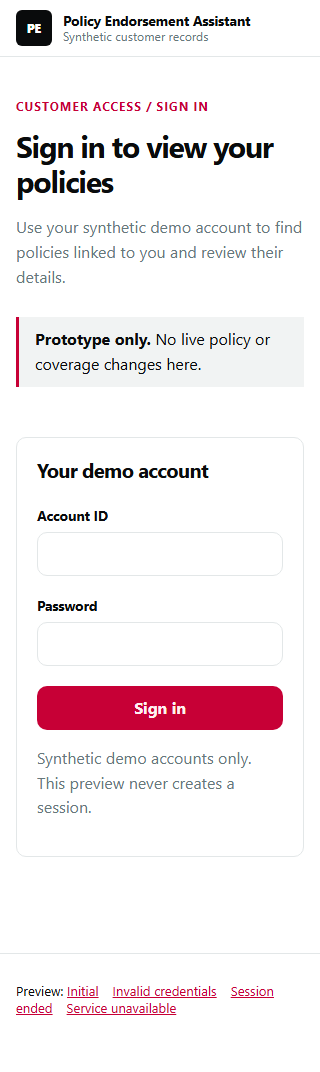 PE
Policy Endorsement Assistant
Synthetic customer records
CUSTOMER ACCESS / SIGN IN
Sign in to view your
policies
Use your synthetic demo account to find
policies linked to you and review their
details.
Prototype only. No live policy or
coverage changes here.
Your demo account
Account ID
Password
Sign in
Synthetic demo accounts only.
This preview never creates a
session.
Preview: Initial Invalid credentials Session
ended Service unavailable